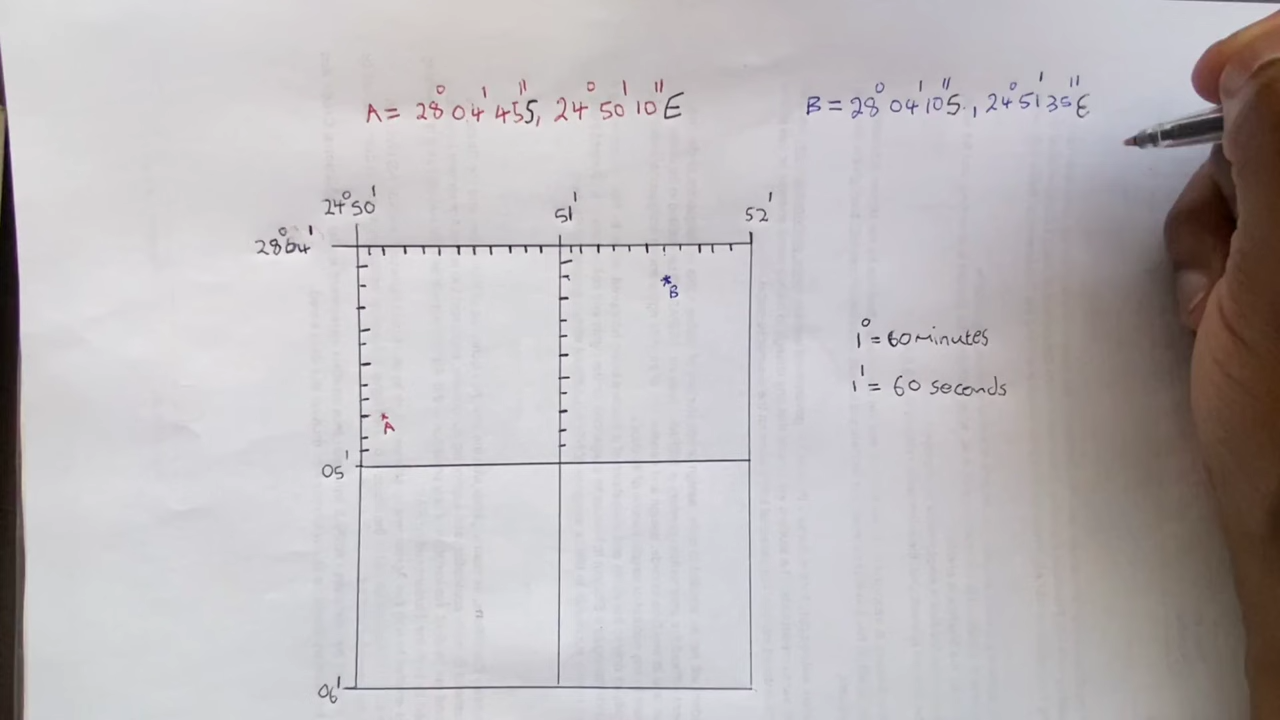 A = 28° 04' 45"S, 24° 50' 10"E
B = 28° 04' 10"S, 24° 51' 35"E
24° 50'
51'
52'
28° 04'
B
1° = 60 minutes
1' = 60 seconds
A
05'
06'